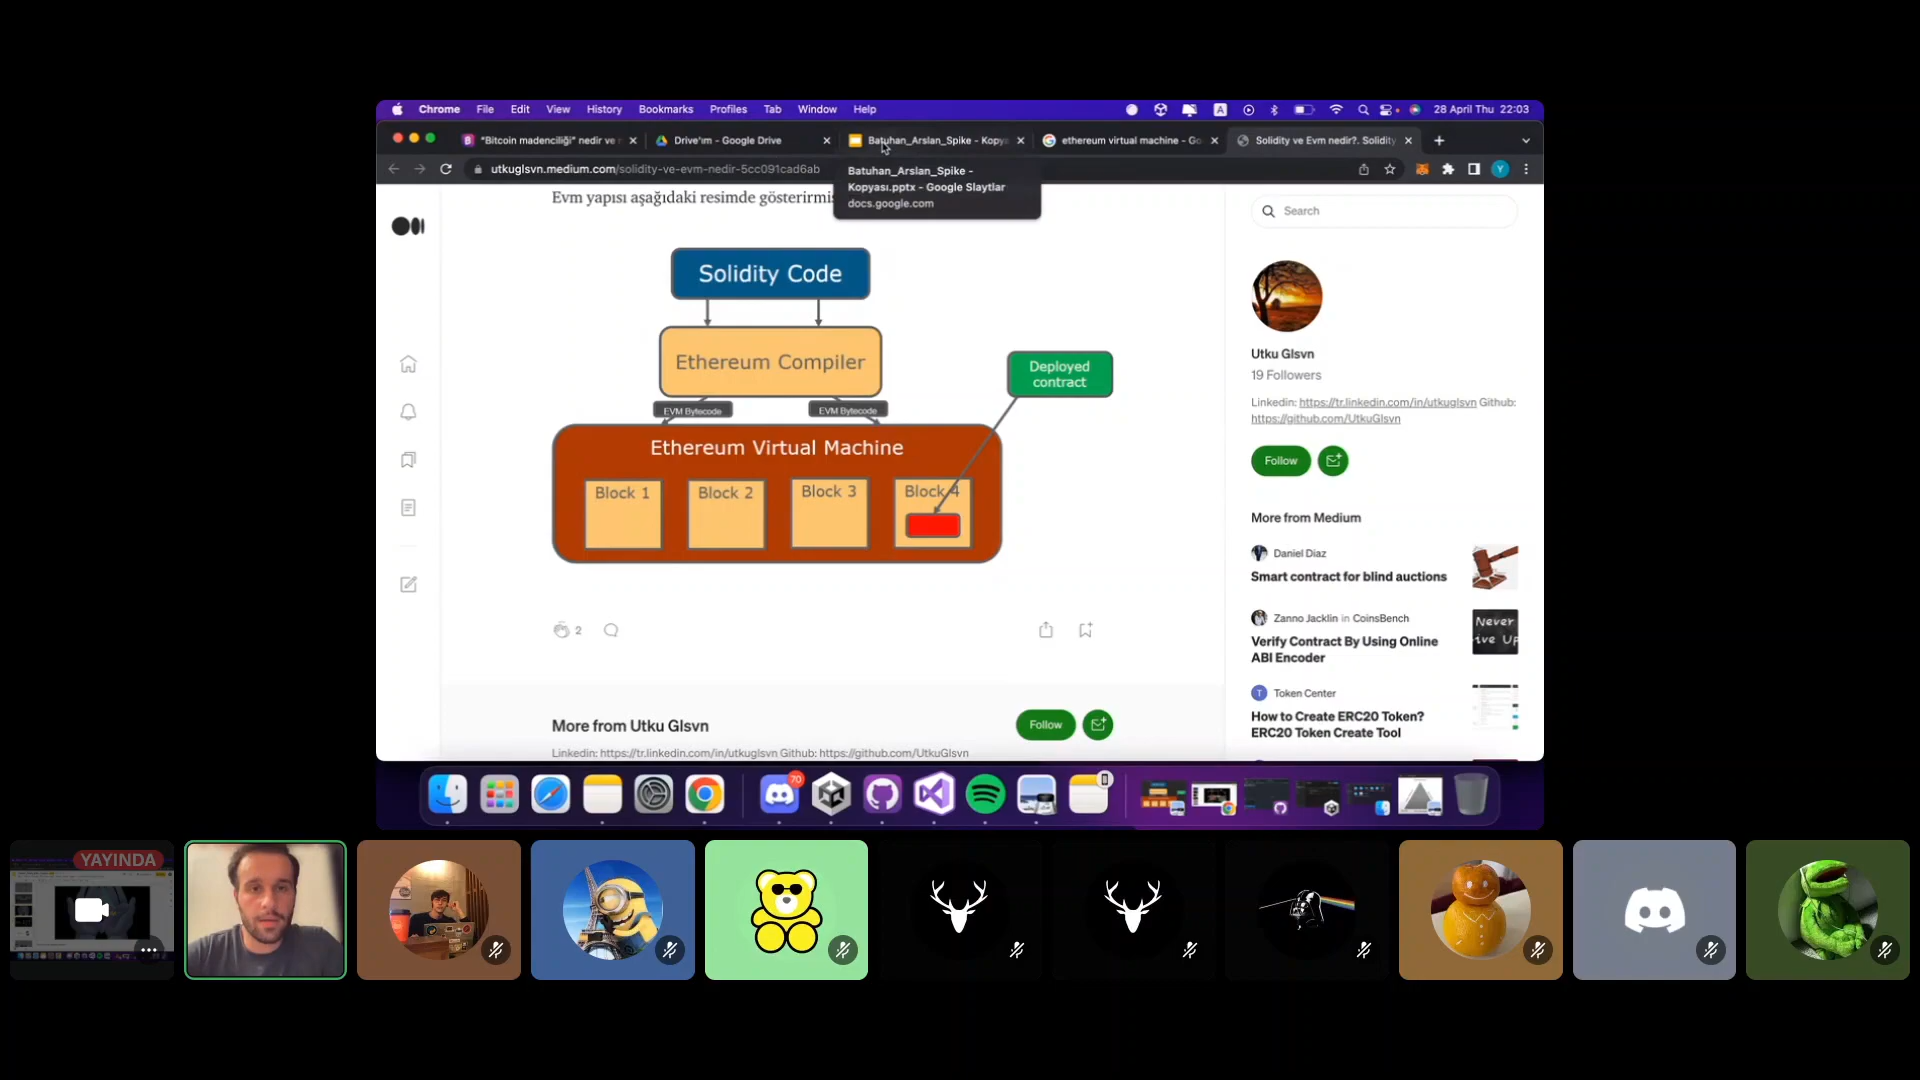 Chrome File Edit View History Bookmarks Profiles Tab Window Help
A
28 April Thu 22:03
"Bitcoin madenciliği" nedir ve
Drive'ım - Google Drive
Batuhan_Arslan_Spike - Kopya
ethereum virtual machine - Go
Solidity ve Evm nedir?. Solidity
utkuglsvn.medium.com/solidity-ve-evm-nedir-5cc091cad6ab
Y
Batuhan_Arslan_Spike -
Kopyası.pptx - Google Slaytlar
docs.google.com
Evm yapısı aşağıdaki resimde gösterirmiş
Search
Solidity Code
Ethereum Compiler
EVM Bytecode
EVM Bytecode
Deployed
contract
Ethereum Virtual Machine
Block 1
Block 2
Block 3
Block 4
2
Utku Glsvn
19 Followers
Linkedin: https://tr.linkedin.com/in/utkuglsvn Github:
https://github.com/UtkuGlsvn
Follow
More from Medium
Daniel Diaz
Smart contract for blind auctions
Zanno Jacklin in CoinsBench
Verify Contract By Using Online
ABI Encoder
Never
ive Up
T
Token Center
How to Create ERC20 Token?
ERC20 Token Create Tool
More from Utku Glsvn
Follow
Linkedin: https://tr.linkedin.com/in/utkuglsvn Github: https://github.com/UtkuGlsvn
70
YAYINDA